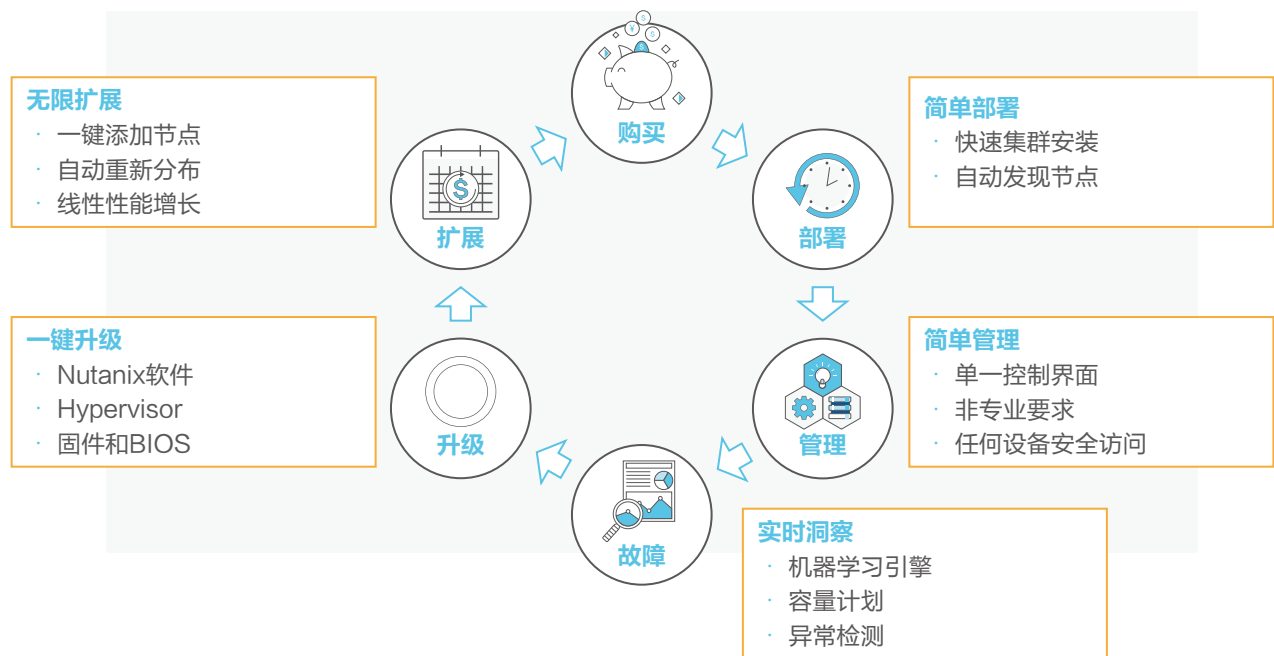 购买
无限扩展
· 一键添加节点
· 自动重新分布
· 线性性能增长
扩展
部署
简单部署
· 快速集群安装
· 自动发现节点
一键升级
· Nutanix软件
· Hypervisor
· 固件和BIOS
升级
管理
简单管理
· 单一控制界面
· 非专业要求
· 任何设备安全访问
故障
实时洞察
· 机器学习引擎
· 容量计划
· 异常检测